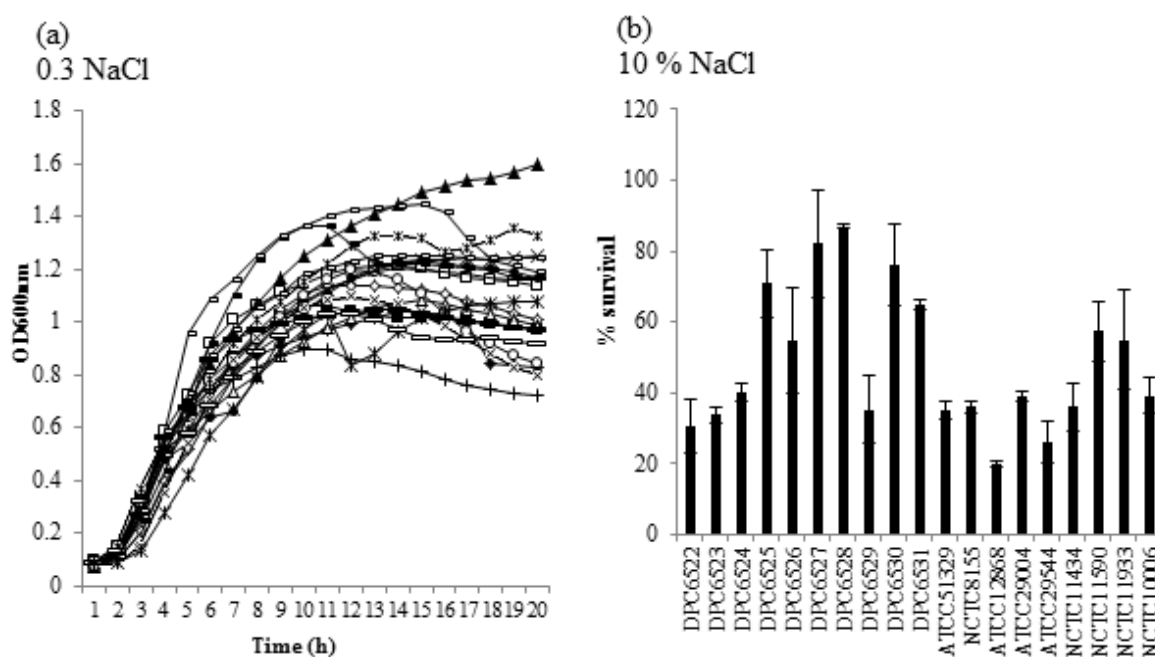 (a)
0.3 NaCl
1.8
1.6
1.4
1.2
1
0.8
0.6
0.4
0.2
0
OD600nm
1 2 3 4 5 6 7 8 9 10 11 12 13 14 15 16 17 18 19 20
Time (h)
(b)
10 % NaCl
120
100
80
60
40
20
0
% survival
DPC6522
DPC6523
DPC6524
DPC6525
DPC6526
DPC6527
DPC6528
DPC6529
DPC6530
DPC6531
ATCC51329
NCTC8155
ATCC12868
ATCC29004
ATCC29544
NCTC11434
NCTC11590
NCTC11933
NCTC10006